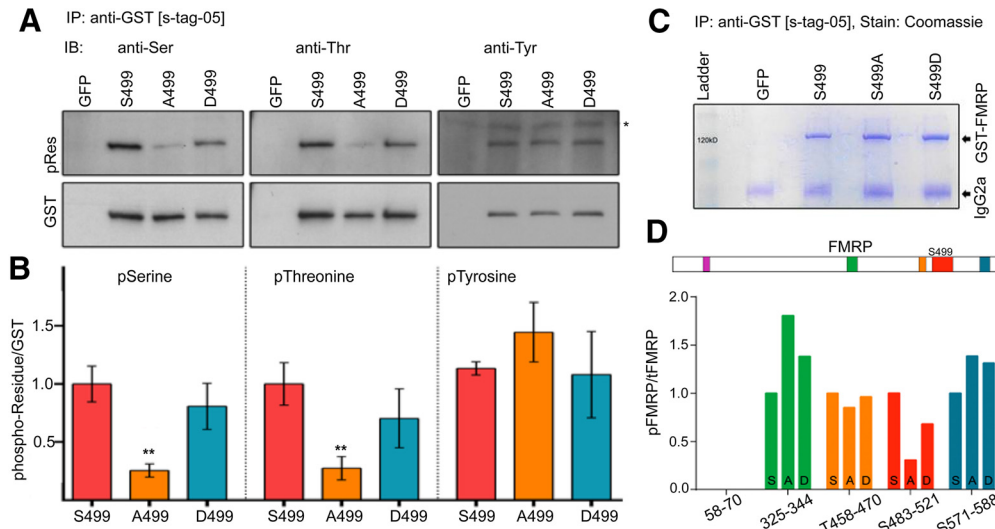 A
IP: anti-GST [s-tag-05]
IB: anti-Ser anti-Thr anti-Tyr
GFP S499 A499 D499 GFP S499 A499 D499 GFP S499 A499 D499
pRes
*
GST
B
pSerine pThreonine pTyrosine
phospho-Residue/GST
1.5
1.0
0.5
** **
S499 A499 D499 S499 A499 D499 S499 A499 D499
C
IP: anti-GST [s-tag-05], Stain: Coomassie
Ladder GFP S499 S499A S499D
120kD
GST-FMRP
IgG2a
D
FMRP
S499
pFMRP/tFMRP
2.0
1.5
1.0
0.5
0.0
S A D S A D S A D S A D
58-70 325-344 T458-470 S483-521 S571-588